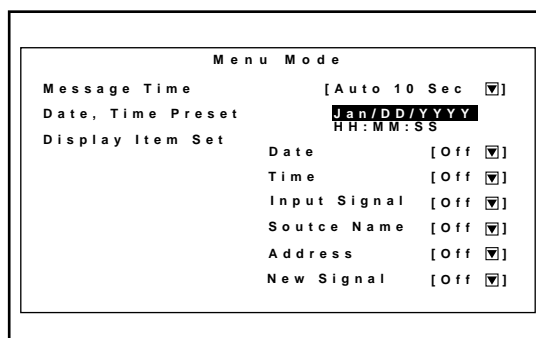 Menu Mode
Message Time [Auto 10 Sec ▼]
Date, Time Preset Jan/DD/YYYY
HH:MM:SS
Display Item Set
Date [Off ▼]
Time [Off ▼]
Input Signal [Off ▼]
Soutce Name [Off ▼]
Address [Off ▼]
New Signal [Off ▼]